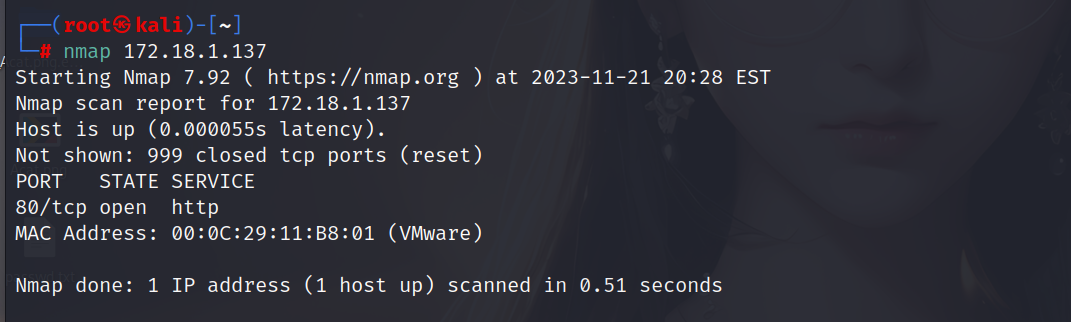 ┌──(root㉿kali)-[~]
└─# nmap 172.18.1.137
Starting Nmap 7.92 ( https://nmap.org ) at 2023-11-21 20:28 EST
Nmap scan report for 172.18.1.137
Host is up (0.000055s latency).
Not shown: 999 closed tcp ports (reset)
PORT   STATE SERVICE
80/tcp open  http
MAC Address: 00:0C:29:11:B8:01 (VMware)
Nmap done: 1 IP address (1 host up) scanned in 0.51 seconds